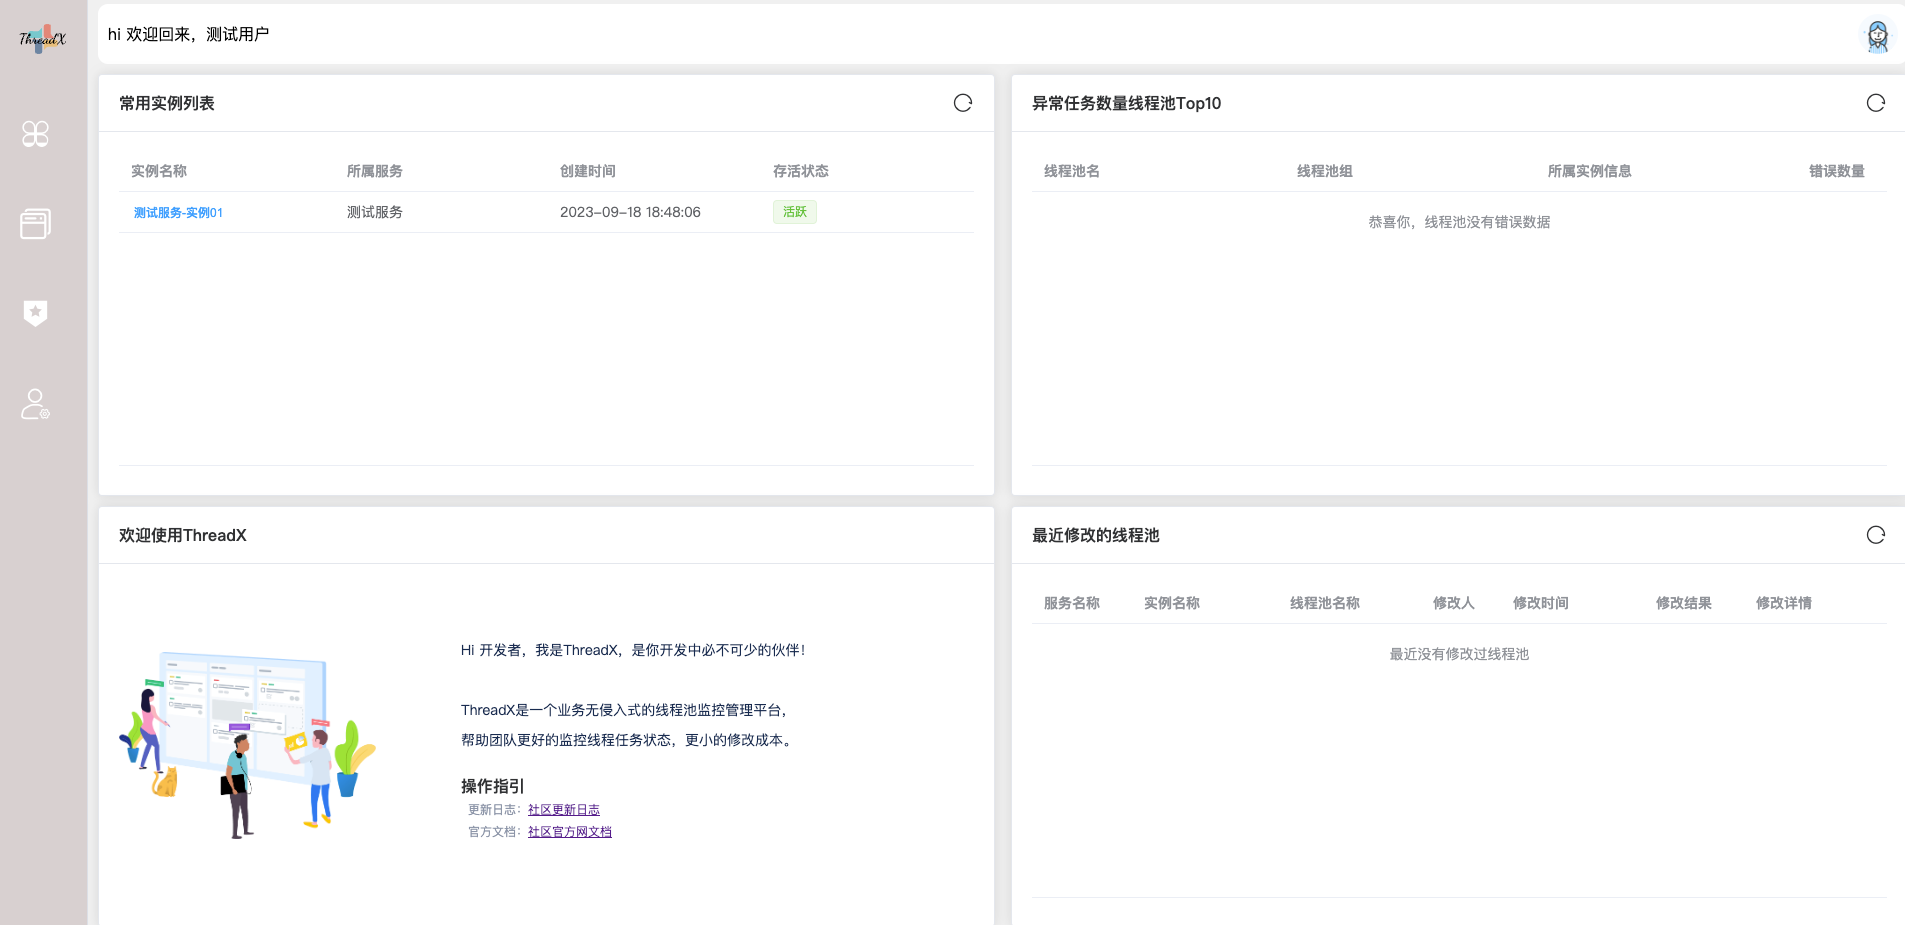 ThreadX
hi 欢迎回来，测试用户
常用实例列表
实例名称 所属服务 创建时间 存活状态
测试服务-实例01 测试服务 2023-09-18 18:48:06 活跃
异常任务数量线程池Top10
线程池名 线程池组 所属实例信息 错误数量
恭喜你，线程池没有错误数据
欢迎使用ThreadX
Hi 开发者，我是ThreadX，是你开发中必不可少的伙伴！
ThreadX是一个业务无侵入式的线程池监控管理平台，
帮助团队更好的监控线程任务状态，更小的修改成本。
操作指引
更新日志：社区更新日志
官方文档：社区官方网文档
最近修改的线程池
服务名称 实例名称 线程池名称 修改人 修改时间 修改结果 修改详情
最近没有修改过线程池